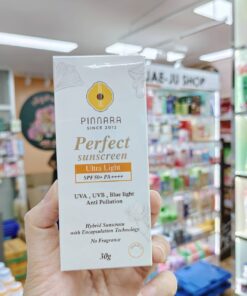 JAE-JU SHOP
PINNARA
SINCE 2012
Perfect
sunscreen
Ultra Light
SPF 50+ PA++++
UVA , UVB , Blue light
Anti Pollution
Hybrid Sunscreen
with Encapsulation Technology
No Fragrance
30g